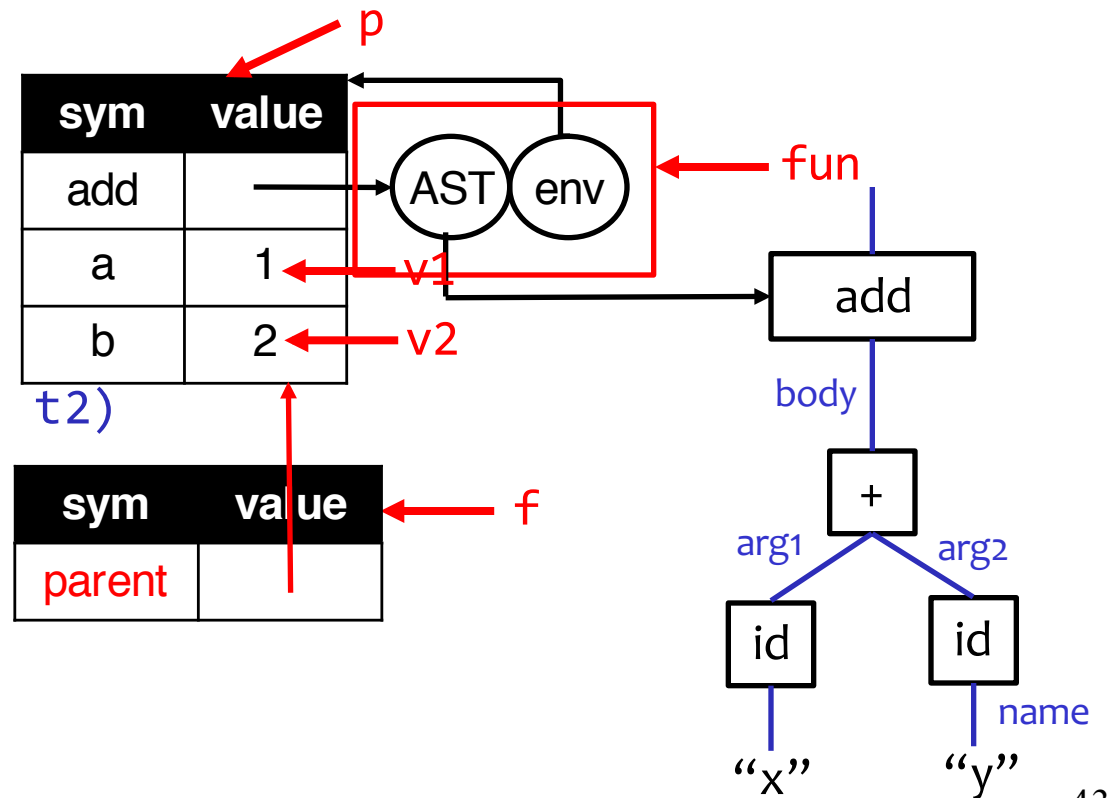 p
sym value
add
AST env
fun
a 1
v1
b 2
v2
add
t2)
body
sym value
f
+
parent
arg1 arg2
id id
name
“x” “y”